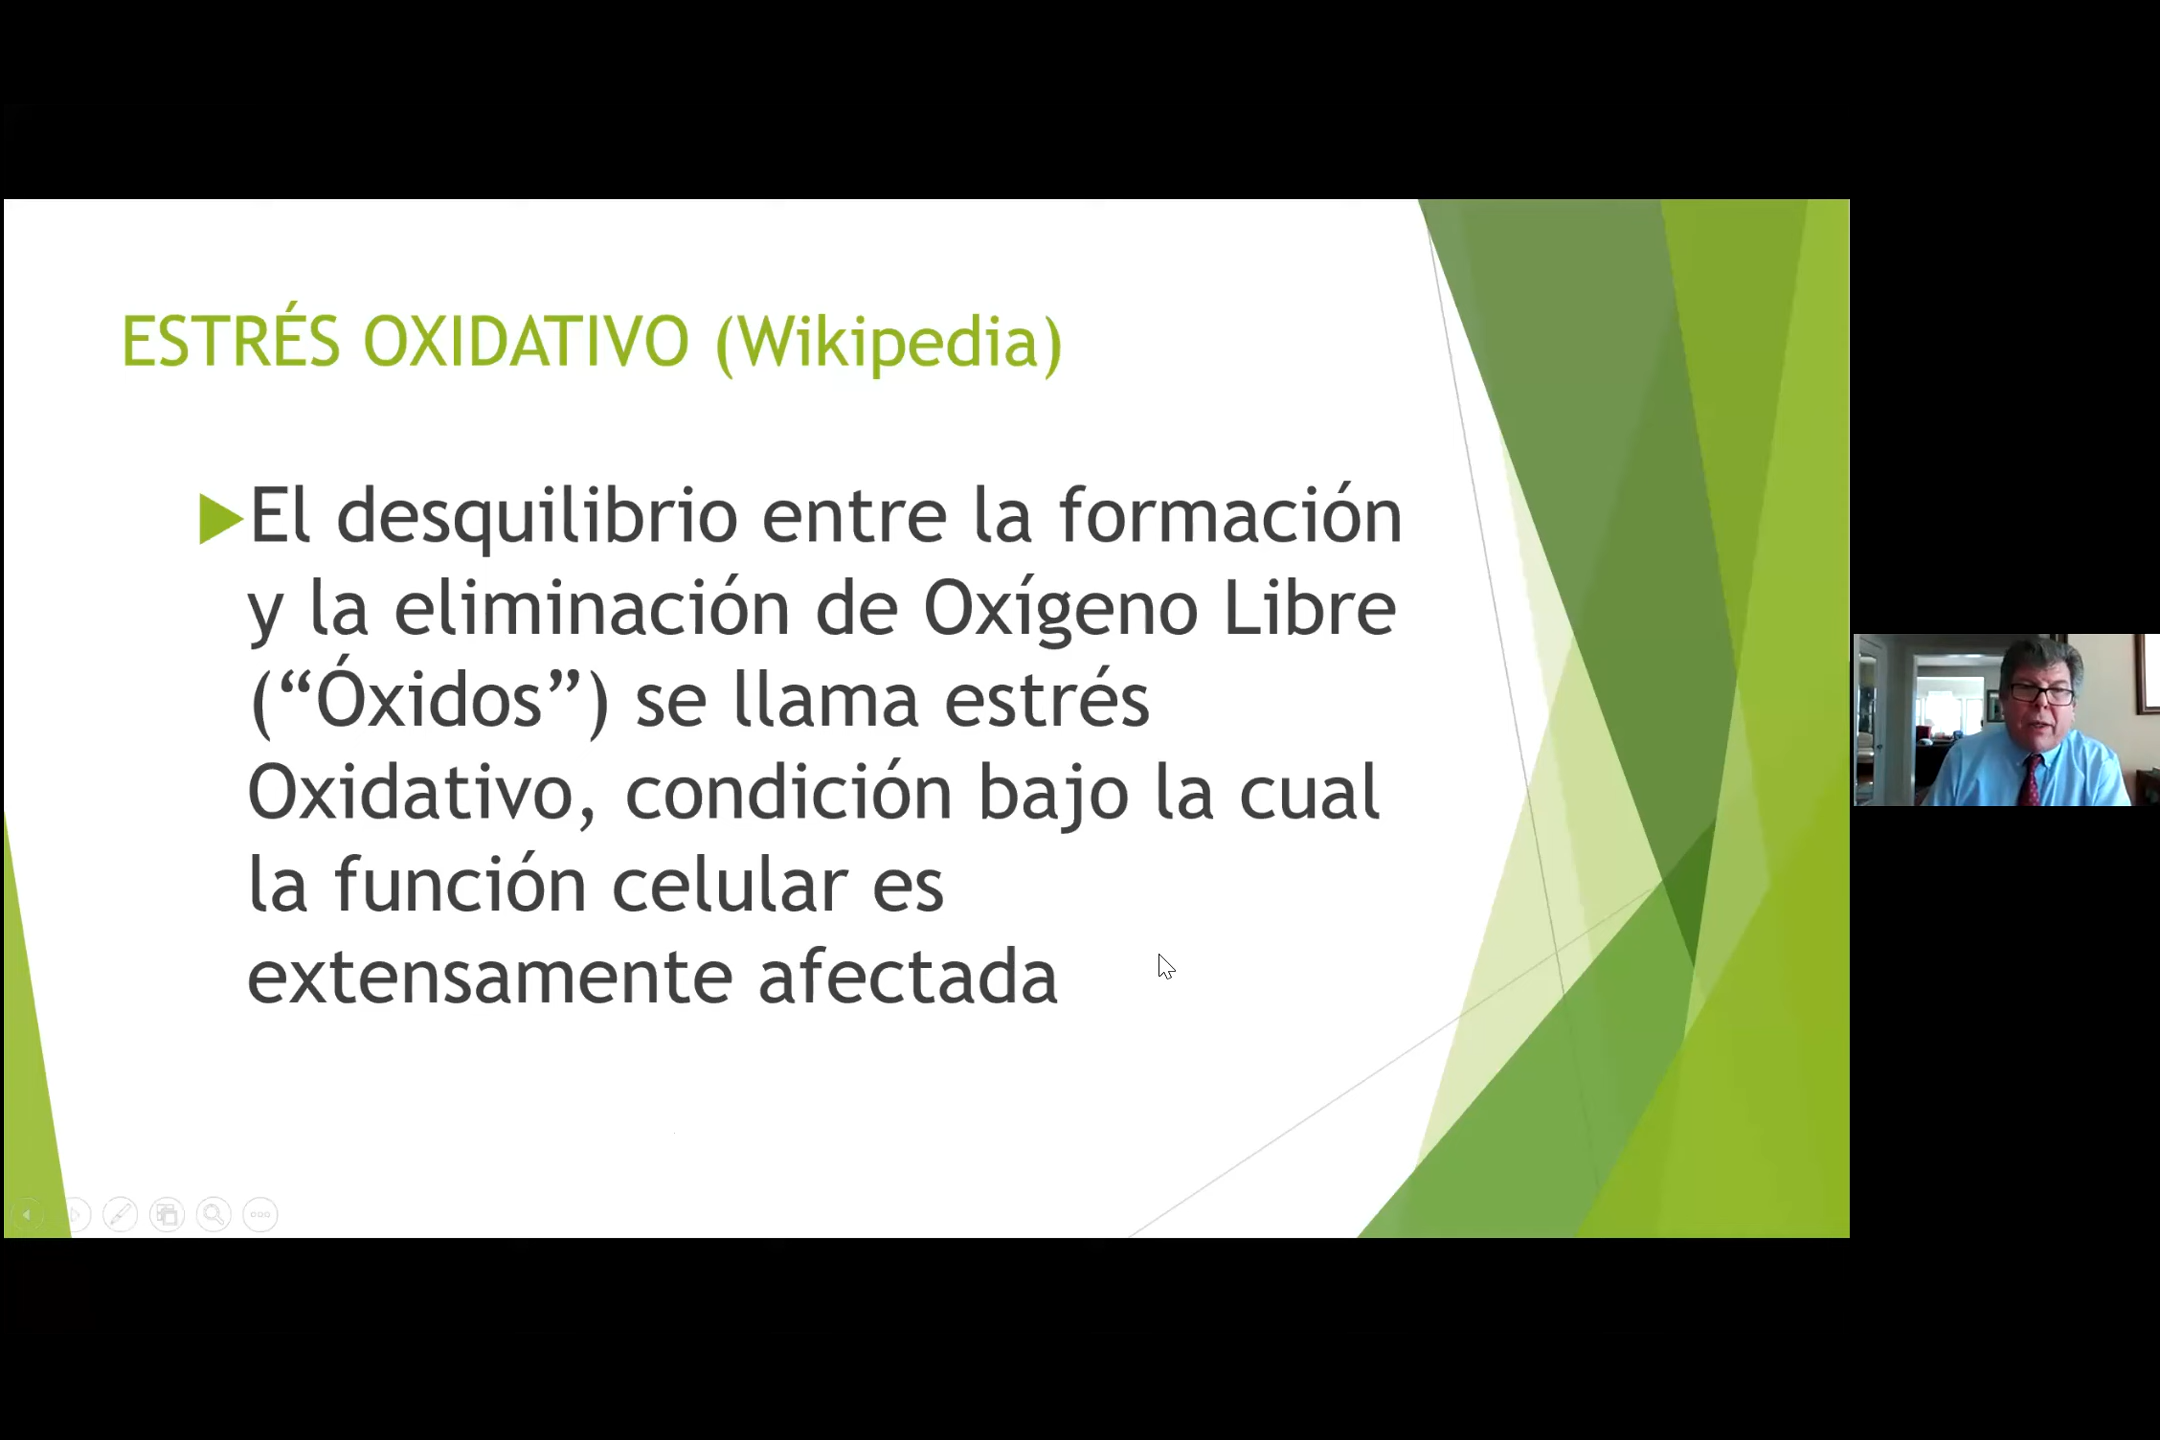 ESTRÉS OXIDATIVO (Wikipedia)
El desquilibrio entre la formación
y la eliminación de Oxígeno Libre
(“Óxidos”) se llama estrés
Oxidativo, condición bajo la cual
la función celular es
extensamente afectada